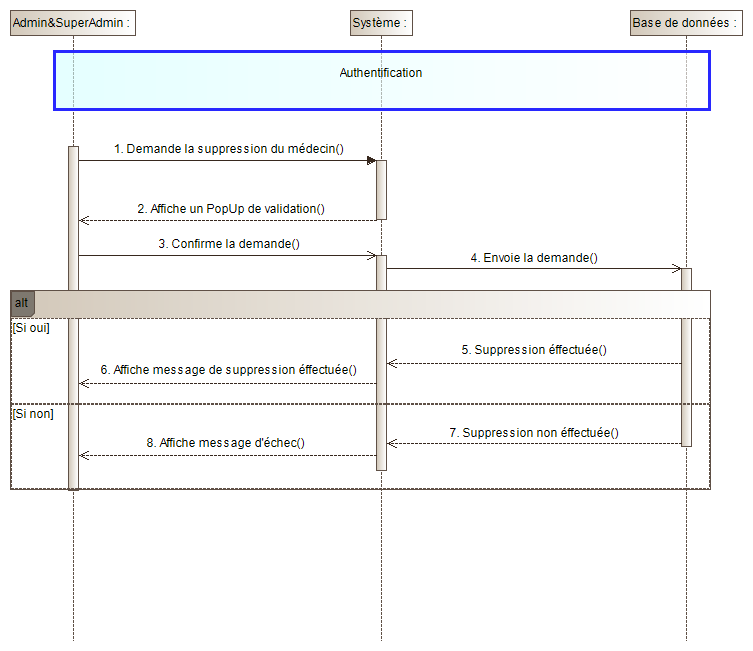 Admin&SuperAdmin :
Système :
Base de données :
Authentification
1. Demande la suppression du médecin()
2. Affiche un PopUp de validation()
3. Confirme la demande()
4. Envoie la demande()
alt
[Si oui]
5. Suppression éffectuée()
6. Affiche message de suppression éffectuée()
[Si non]
7. Suppression non éffectuée()
8. Affiche message d'échec()